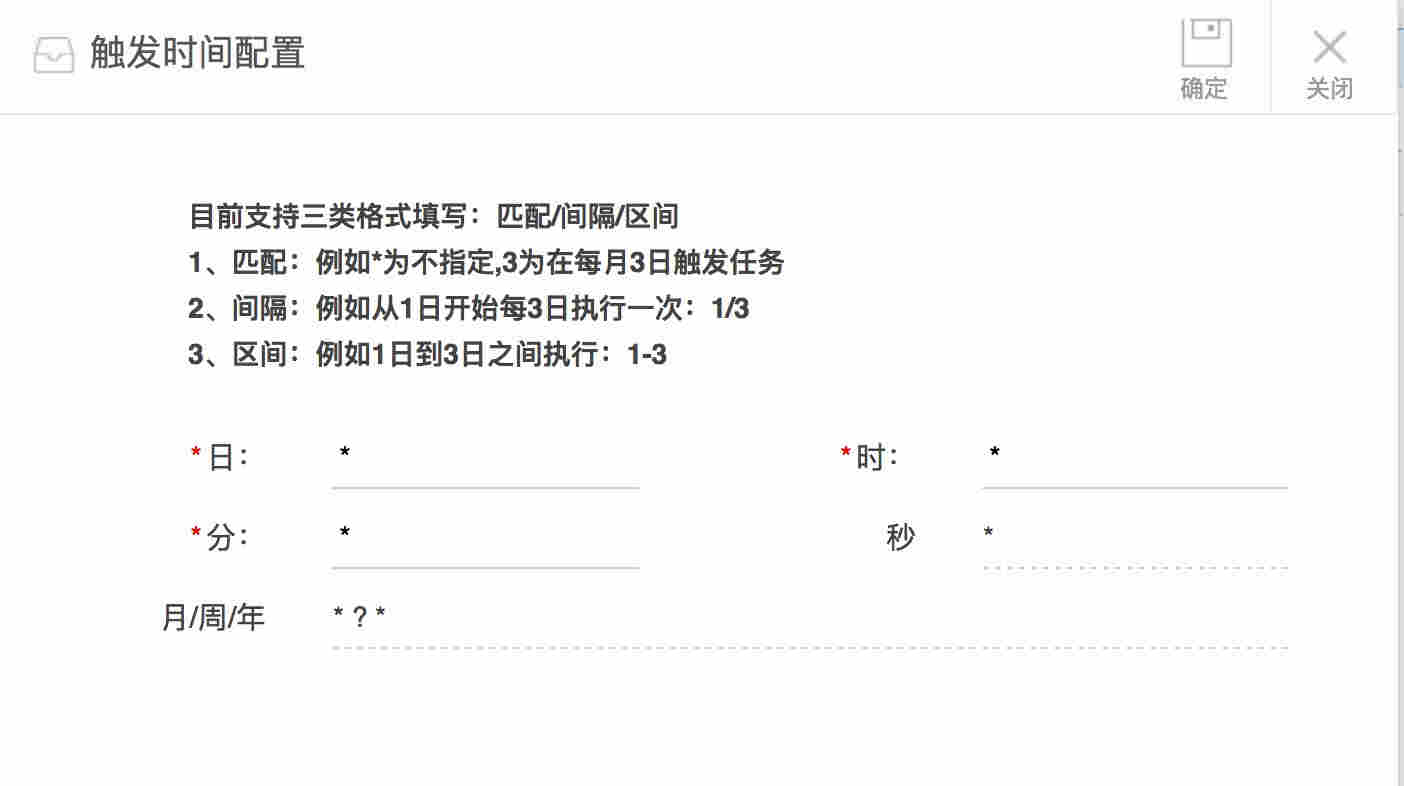 触发时间配置
确定
关闭
目前支持三类格式填写：匹配/间隔/区间
1、匹配：例如*为不指定,3为在每月3日触发任务
2、间隔：例如从1日开始每3日执行一次：1/3
3、区间：例如1日到3日之间执行：1-3
*日： *
*时： *
*分： *
秒 *
月/周/年 * ? *